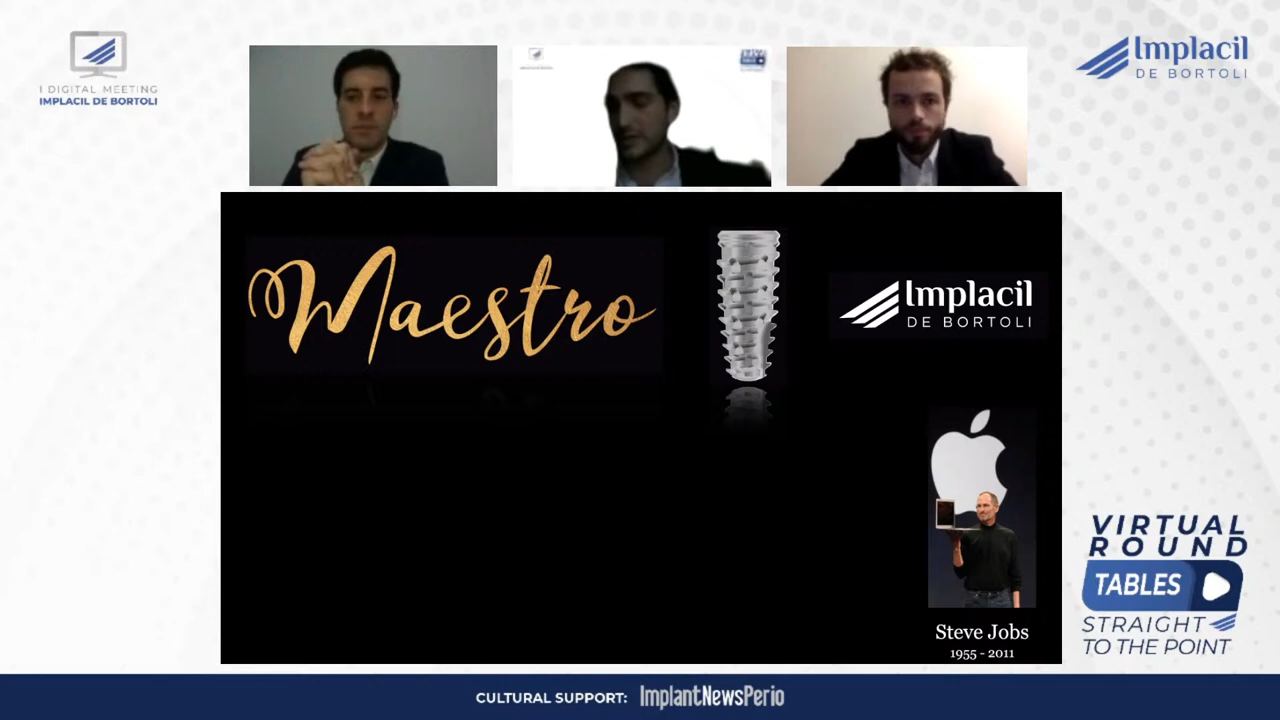 I DIGITAL MEETING
IMPLACIL DE BORTOLI
Implacil
DE BORTOLI
Maestro
Implacil
DE BORTOLI
Steve Jobs
1955 - 2011
VIRTUAL
ROUND
TABLES
STRAIGHT
TO THE POINT
CULTURAL SUPPORT: ImplantNewsPerio